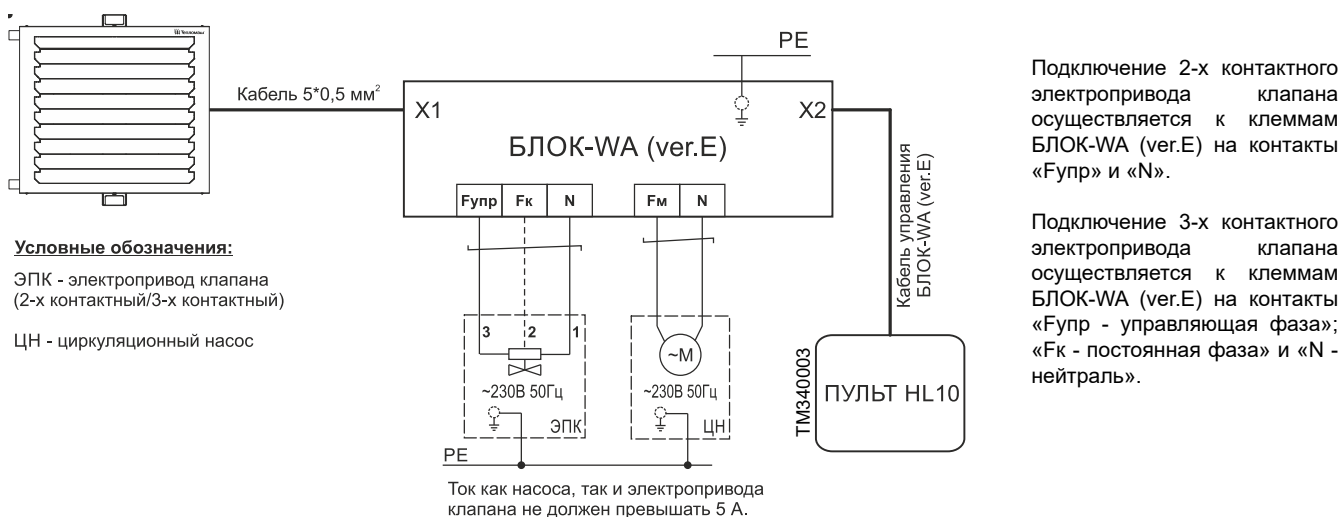 Тепломаш
Кабель 5*0,5 мм²
PE
X1
X2
БЛОК-WA (ver.E)
Fупр Fк N
Fм N
Кабель управления
БЛОК-WA (ver.E)
Условные обозначения:
ЭПК - электропривод клапана
(2-х контактный/3-х контактный)
ЦН - циркуляционный насос
3 2 1
~230В 50Гц
ЭПК
~М
~230В 50Гц
ЦН
PE
Ток как насоса, так и электропривода
клапана не должен превышать 5 А.
ТМ340003
ПУЛЬТ HL10
Подключение 2-х контактного
электропривода клапана
осуществляется к клеммам
БЛОК-WA (ver.E) на контакты
«Fупр» и «N».
Подключение 3-х контактного
электропривода клапана
осуществляется к клеммам
БЛОК-WA (ver.E) на контакты
«Fупр - управляющая фаза»;
«Fк - постоянная фаза» и «N -
нейтраль».